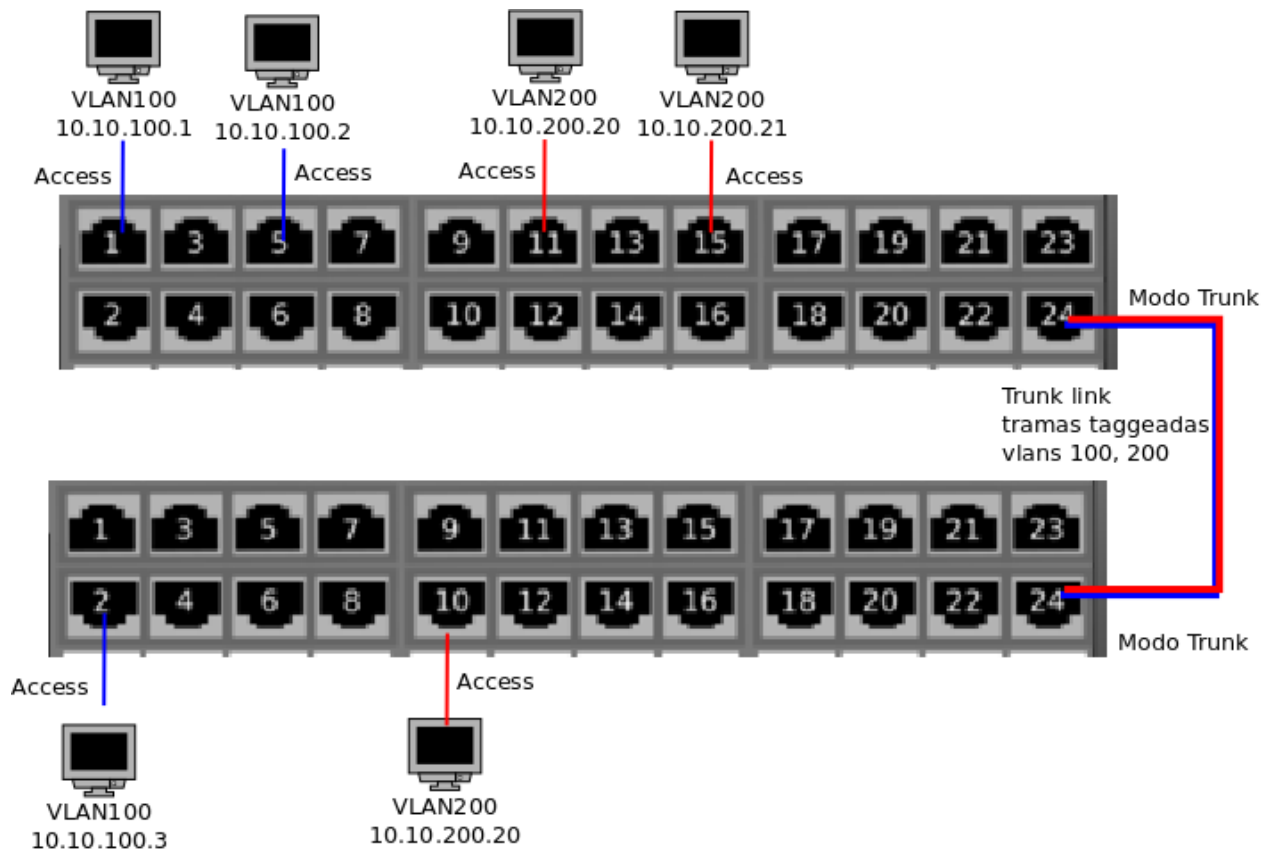 VLAN100
10.10.100.1
VLAN100
10.10.100.2
VLAN200
10.10.200.20
VLAN200
10.10.200.21
Access
Access
Access
Access
1 3 5 7 9 11 13 15 17 19 21 23
2 4 6 8 10 12 14 16 18 20 22 24
Modo Trunk
Trunk link
tramas taggeadas
vlans 100, 200
1 3 5 7 9 11 13 15 17 19 21 23
2 4 6 8 10 12 14 16 18 20 22 24
Modo Trunk
Access
Access
VLAN100
10.10.100.3
VLAN200
10.10.200.20